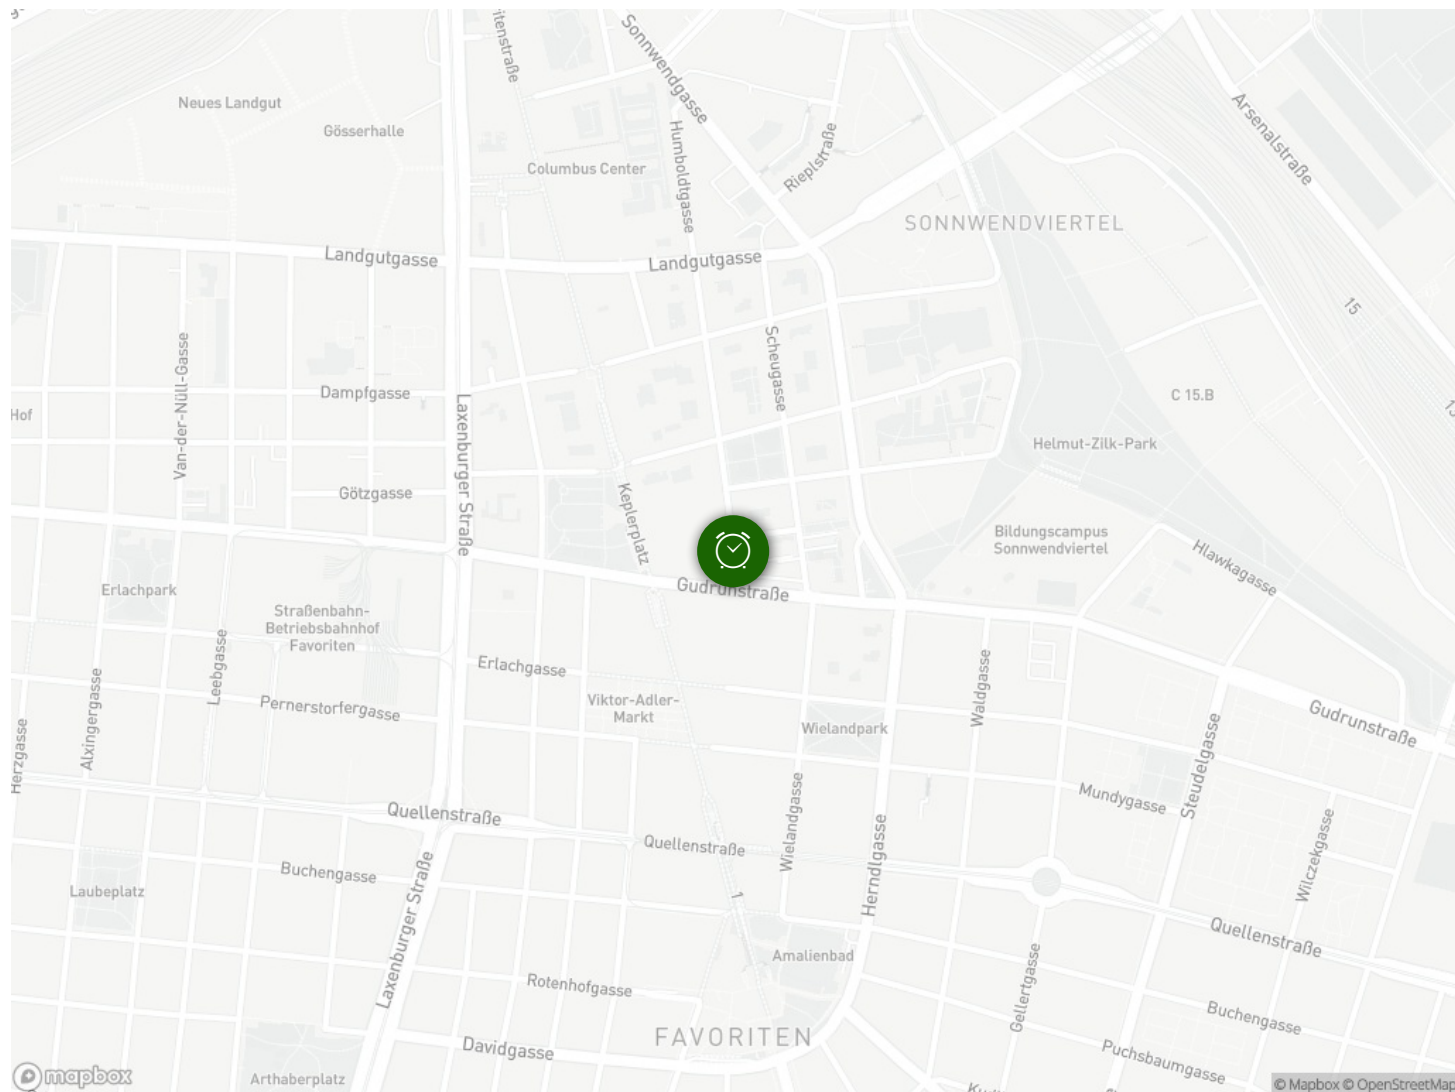 Sonnwendgasse
Arsenalstraße
Neues Landgut
Gösserhalle
Humboldtgasse
Rieplstraße
Columbus Center
SONNWENDVIERTEL
Landgutgasse
Landgutgasse
15
Van-der-Nüll-Gasse
Scheugasse
Dampfgasse
C 15.B
Hof
Laxenburger Straße
Helmut-Zilk-Park
Götzgasse
Keplerplatz
Bildungscampus
Sonnwendviertel
Hlawkagasse
Erlachpark
Gudrunstraße
Straßenbahn-
Betriebsbahnhof
Favoriten
Leebgasse
Erlachgasse
Waldgasse
Alxingergasse
Pernerstorfergasse
Viktor-Adler-
Markt
Wielandpark
Gudrunstraße
Herzgasse
Steudelgasse
Mundygasse
Quellenstraße
Wielandgasse
Quellenstraße
Herndlgasse
Wilczekgasse
Buchengasse
Laubeplatz
1
Laxenburger Straße
Quellenstraße
Amalienbad
Gellertgasse
Rotenhofgasse
Buchengasse
FAVORITEN
Davidgasse
Puchsbaumgasse
Arthaberplatz
mapbox
© Mapbox © OpenStreetMap